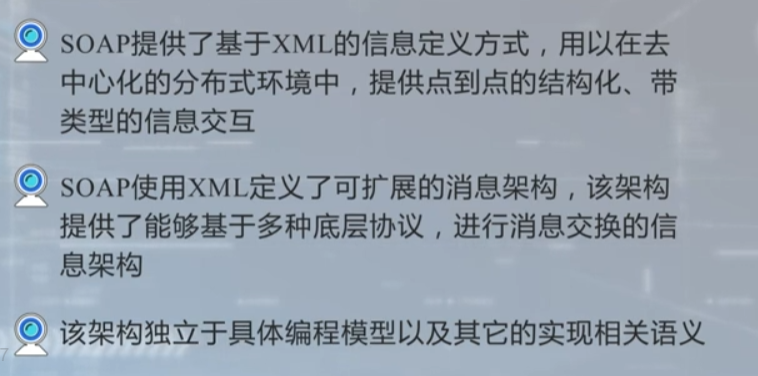 SOAP提供了基于XML的信息定义方式，用以在去
中心化的分布式环境中，提供点到点的结构化、带
类型的信息交互
SOAP使用XML定义了可扩展的消息架构，该架构
提供了能够基于多种底层协议，进行消息交换的信
息架构
该架构独立于具体编程模型以及其它的实现相关语义
7